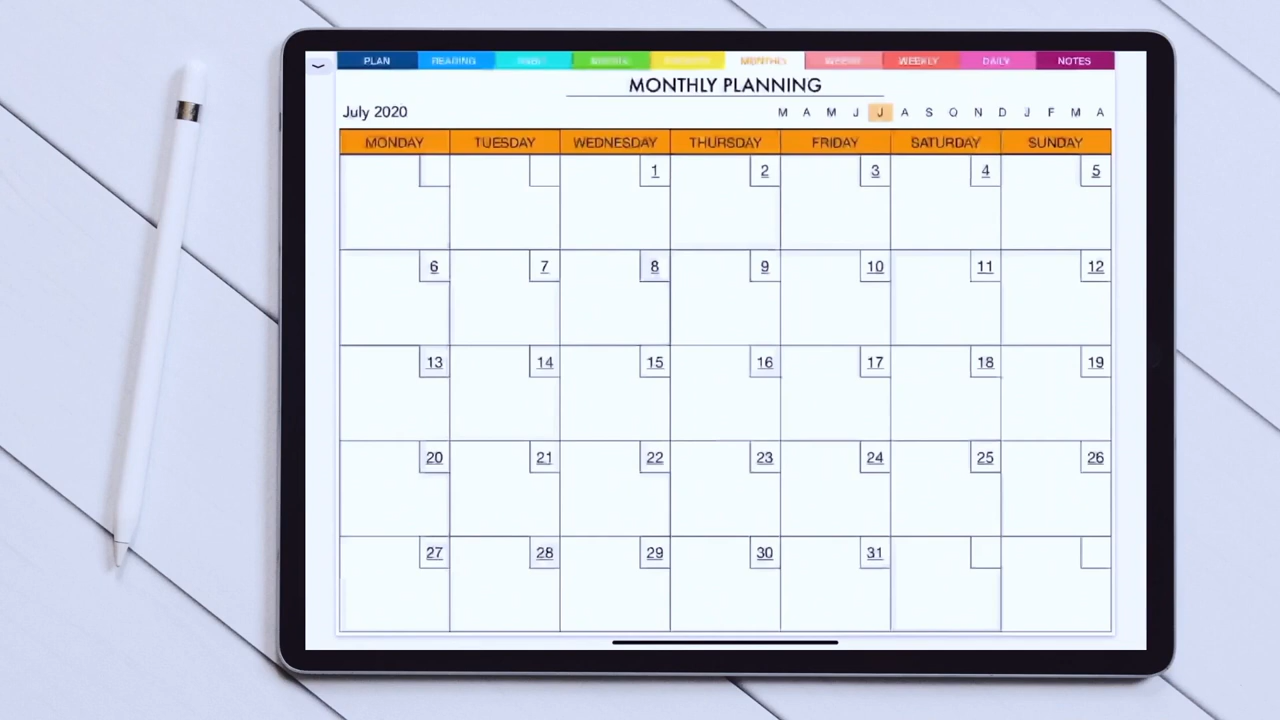 PLAN READING MONTHLY WEEKLY DAILY NOTES
MONTHLY PLANNING
July 2020 M A M J J A S O N D J F M A
MONDAY TUESDAY WEDNESDAY THURSDAY FRIDAY SATURDAY SUNDAY
1 2 3 4 5
6 7 8 9 10 11 12
13 14 15 16 17 18 19
20 21 22 23 24 25 26
27 28 29 30 31